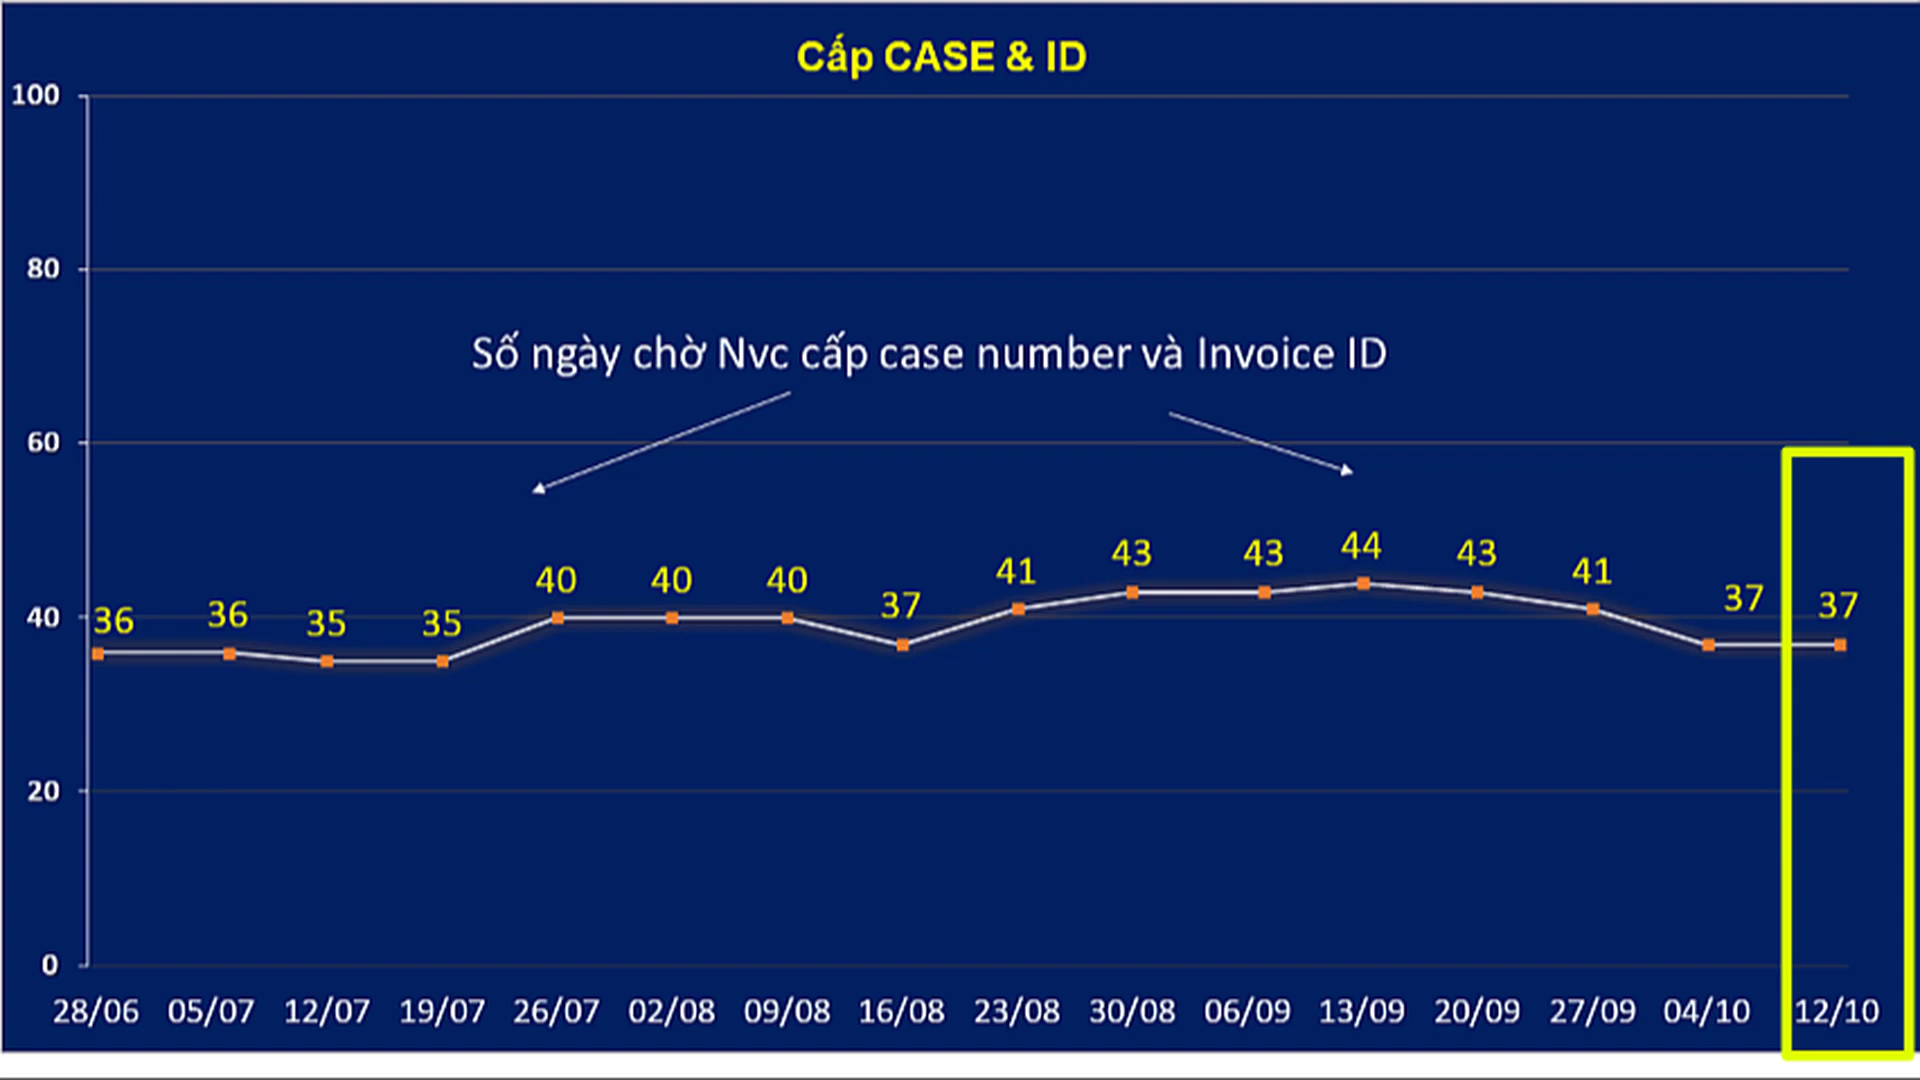 Cấp CASE & ID
100
80
Số ngày chờ Nvc cấp case number và Invoice ID
60
40
36 36 35 35 40 40 40 37 41 43 43 44 43 41 37 37
20
0
28/06 05/07 12/07 19/07 26/07 02/08 09/08 16/08 23/08 30/08 06/09 13/09 20/09 27/09 04/10 12/10